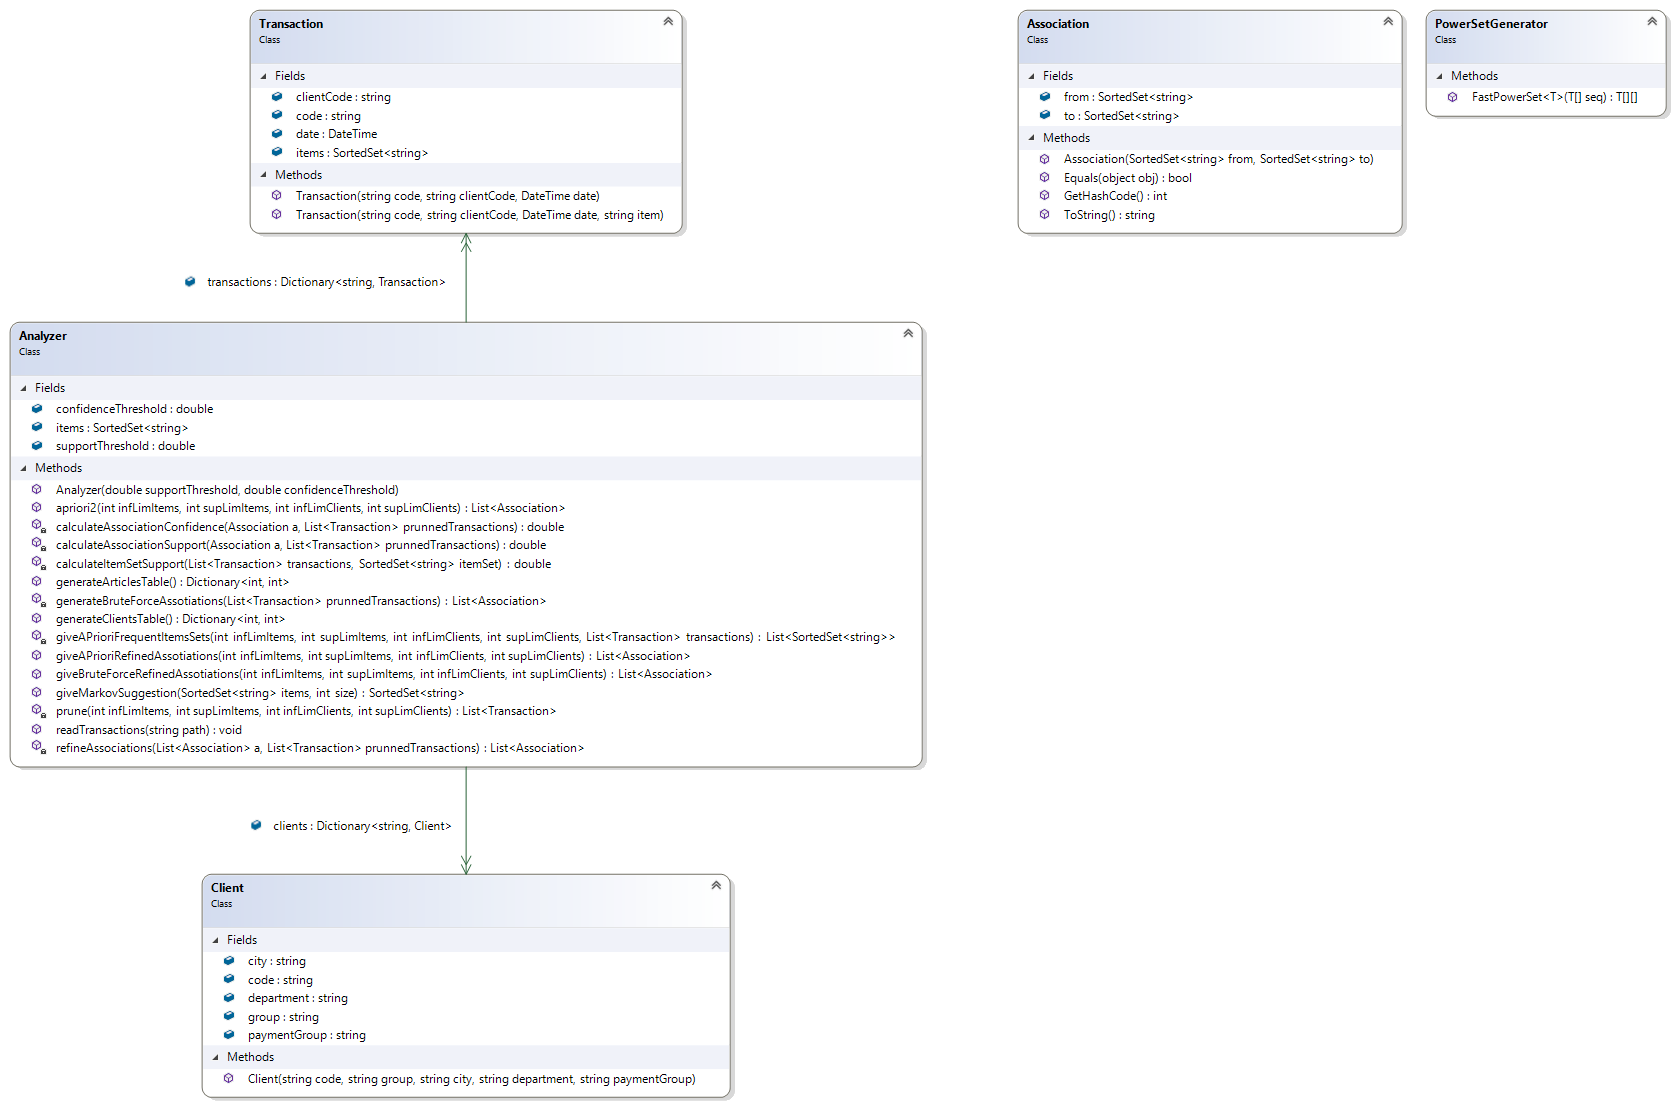 Transaction
Class
Fields
clientCode : string
code : string
date : DateTime
items : SortedSet<string>
Methods
Transaction(string code, string clientCode, DateTime date)
Transaction(string code, string clientCode, DateTime date, string item)
Association
Class
Fields
from : SortedSet<string>
to : SortedSet<string>
Methods
Association(SortedSet<string> from, SortedSet<string> to)
Equals(object obj) : bool
GetHashCode() : int
ToString() : string
PowerSetGenerator
Class
Methods
FastPowerSet<T>(T[] seq) : T[][]
transactions : Dictionary<string, Transaction>
Analyzer
Class
Fields
confidenceThreshold : double
items : SortedSet<string>
supportThreshold : double
Methods
Analyzer(double supportThreshold, double confidenceThreshold)
apriori2(int infLimItems, int supLimItems, int infLimClients, int supLimClients) : List<Association>
calculateAssociationConfidence(Association a, List<Transaction> prunnedTransactions) : double
calculateAssociationSupport(Association a, List<Transaction> prunnedTransactions) : double
calculateItemSetSupport(List<Transaction> transactions, SortedSet<string> itemSet) : double
generateArticlesTable() : Dictionary<int, int>
generateBruteForceAssotiations(List<Transaction> prunnedTransactions) : List<Association>
generateClientsTable() : Dictionary<int, int>
giveAPrioriFrequentItemsSets(int infLimItems, int supLimItems, int infLimClients, int supLimClients, List<Transaction> transactions) : List<SortedSet<string>>
giveAPrioriRefinedAssotiations(int infLimItems, int supLimItems, int infLimClients, int supLimClients) : List<Association>
giveBruteForceRefinedAssotiations(int infLimItems, int supLimItems, int infLimClients, int supLimClients) : List<Association>
giveMarkovSuggestion(SortedSet<string> items, int size) : SortedSet<string>
prune(int infLimItems, int supLimItems, int infLimClients, int supLimClients) : List<Transaction>
readTransactions(string path) : void
refineAssociations(List<Association> a, List<Transaction> prunnedTransactions) : List<Association>
clients : Dictionary<string, Client>
Client
Class
Fields
city : string
code : string
department : string
group : string
paymentGroup : string
Methods
Client(string code, string group, string city, string department, string paymentGroup)